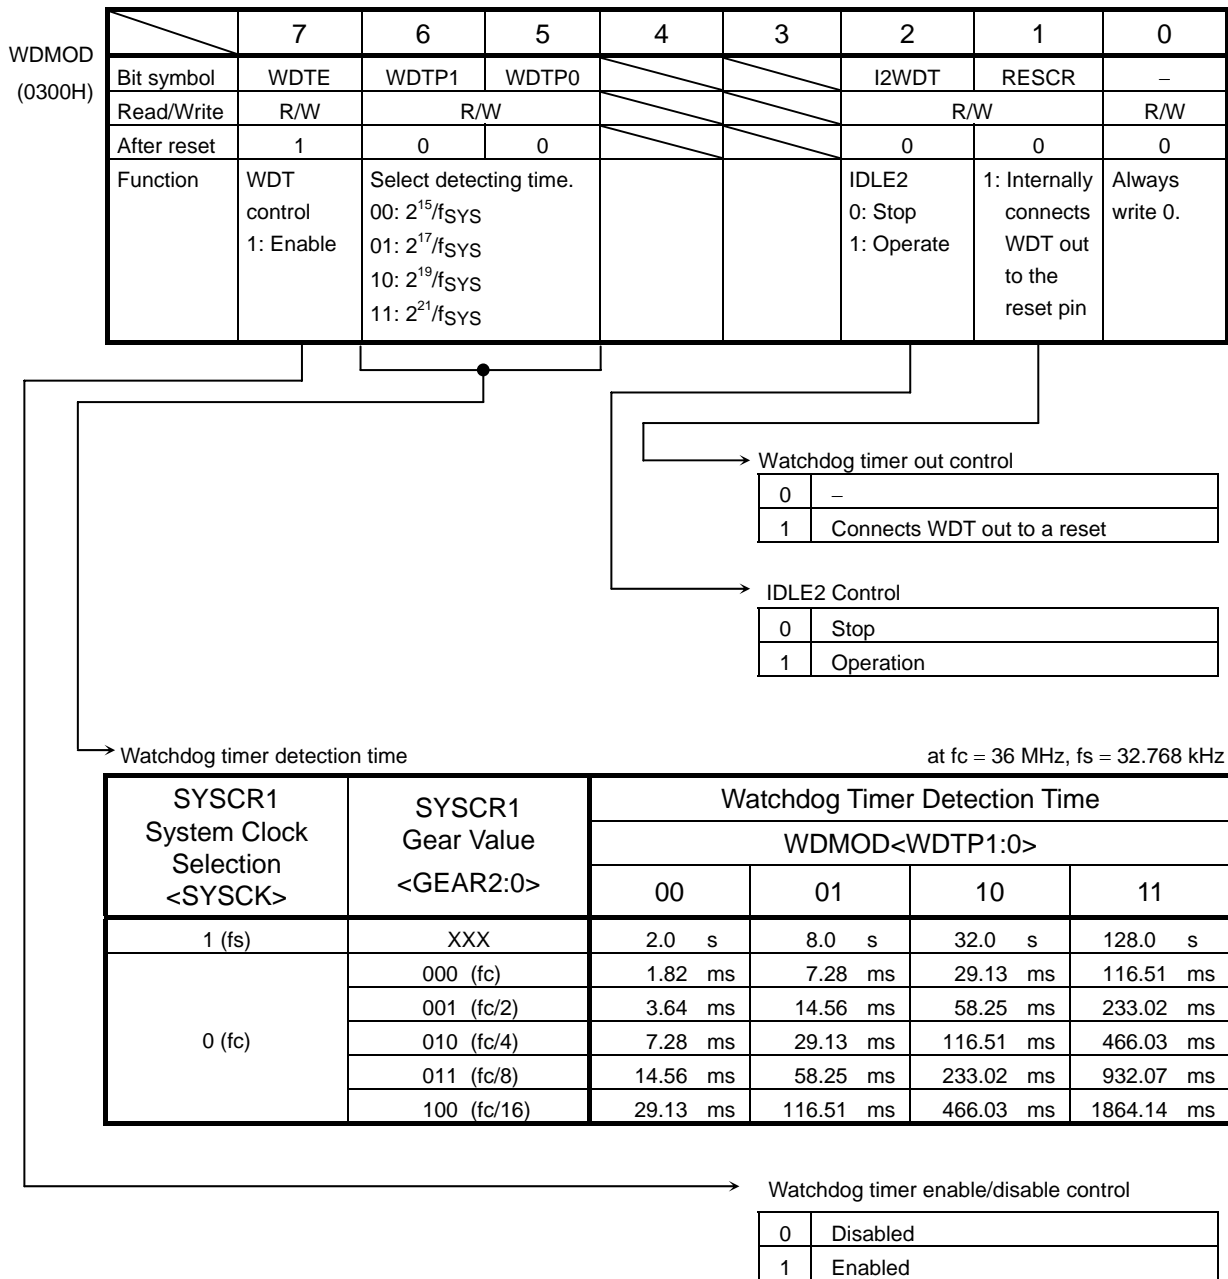 WDMOD
(0300H)
7 6 5 4 3 2 1 0
Bit symbol WDTE WDTP1 WDTP0 I2WDT RESCR –
Read/Write R/W R/W R/W R/W
After reset 1 0 0 0 0 0
Function
WDT
control
1: Enable
Select detecting time.
00: 2¹⁵/fSYS
01: 2¹⁷/fSYS
10: 2¹⁹/fSYS
11: 2²¹/fSYS
IDLE2
0: Stop
1: Operate
1: Internally
connects
WDT out
to the
reset pin
Always
write 0.
Watchdog timer out control
0 –
1 Connects WDT out to a reset
IDLE2 Control
0 Stop
1 Operation
Watchdog timer detection time
at fc = 36 MHz, fs = 32.768 kHz
SYSCR1
System Clock
Selection
<SYSCK>
SYSCR1
Gear Value
<GEAR2:0>
Watchdog Timer Detection Time
WDMOD<WDTP1:0>
00 01 10 11
1 (fs) XXX 2.0 s 8.0 s 32.0 s 128.0 s
0 (fc)
000 (fc) 1.82 ms 7.28 ms 29.13 ms 116.51 ms
001 (fc/2) 3.64 ms 14.56 ms 58.25 ms 233.02 ms
010 (fc/4) 7.28 ms 29.13 ms 116.51 ms 466.03 ms
011 (fc/8) 14.56 ms 58.25 ms 233.02 ms 932.07 ms
100 (fc/16) 29.13 ms 116.51 ms 466.03 ms 1864.14 ms
Watchdog timer enable/disable control
0 Disabled
1 Enabled